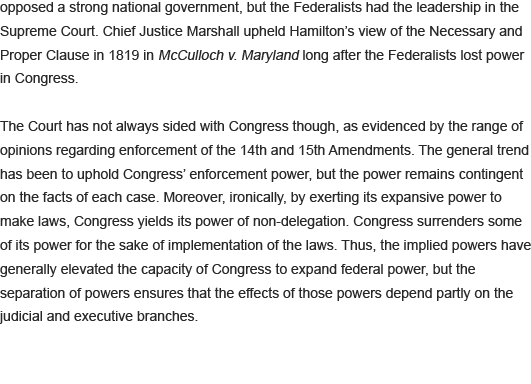 opposed a strong national government, but the Federalists had the leadership in the
Supreme Court. Chief Justice Marshall upheld Hamilton’s view of the Necessary and
Proper Clause in 1819 in McCulloch v. Maryland long after the Federalists lost power
in Congress.
The Court has not always sided with Congress though, as evidenced by the range of
opinions regarding enforcement of the 14th and 15th Amendments. The general trend
has been to uphold Congress’ enforcement power, but the power remains contingent
on the facts of each case. Moreover, ironically, by exerting its expansive power to
make laws, Congress yields its power of non-delegation. Congress surrenders some
of its power for the sake of implementation of the laws. Thus, the implied powers have
generally elevated the capacity of Congress to expand federal power, but the
separation of powers ensures that the effects of those powers depend partly on the
judicial and executive branches.